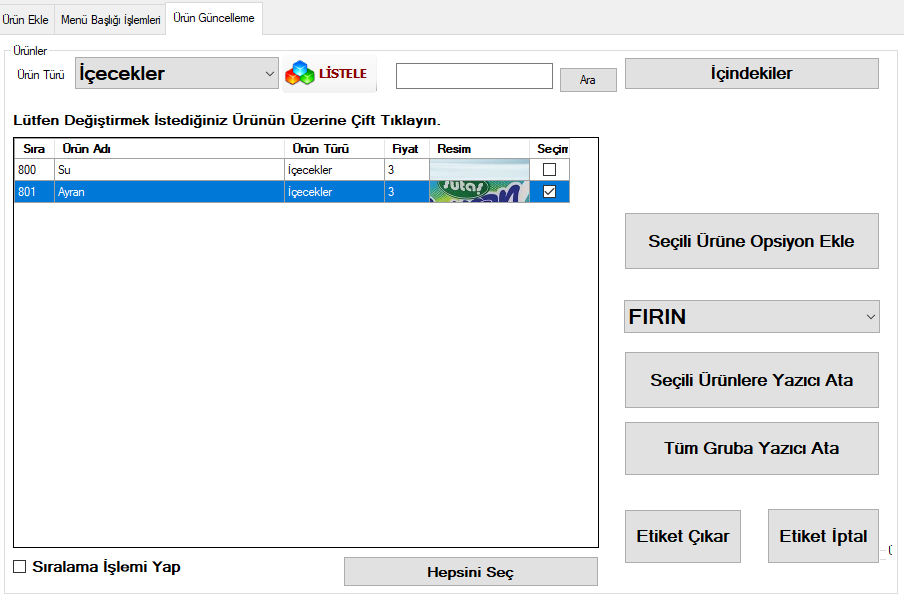 Ürün Ekle Menü Başlığı İşlemleri Ürün Güncelleme
Ürünler
Ürün Türü İçecekler LİSTELE Ara İçindekiler
Lütfen Değiştirmek İstediğiniz Ürünün Üzerine Çift Tıklayın.
Sıra Ürün Adı Ürün Türü Fiyat Resim Seçim
800 Su İçecekler 3
801 Ayran İçecekler 3
Sütaş
Seçili Ürüne Opsiyon Ekle
FIRIN
Seçili Ürünlere Yazıcı Ata
Tüm Gruba Yazıcı Ata
Etiket Çıkar Etiket İptal
Sıralama İşlemi Yap
Hepsini Seç